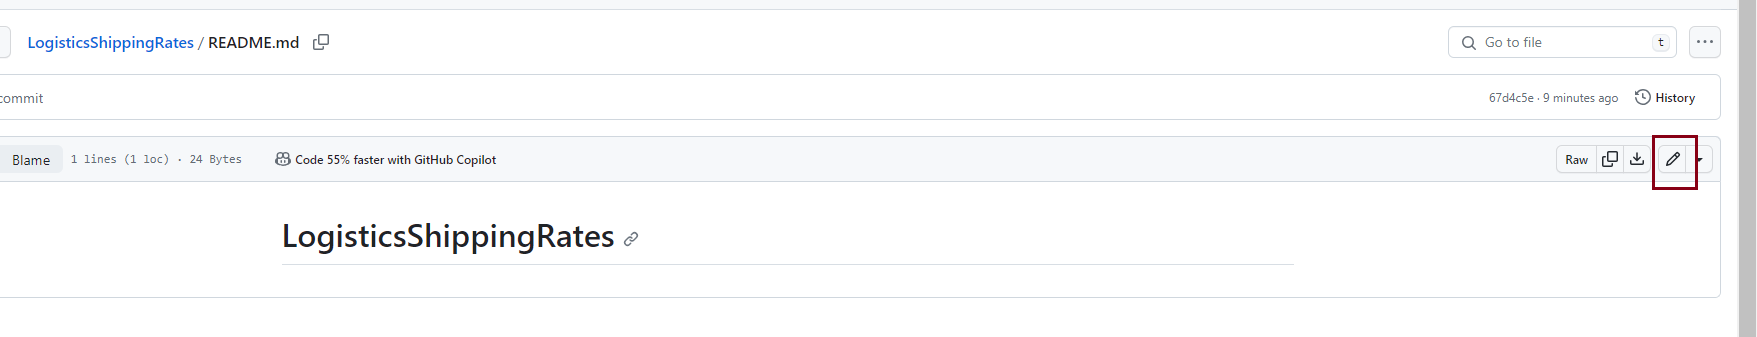 LogisticsShippingRates / README.md
Go to file t
commit
67d4c5e · 9 minutes ago History
Blame 1 lines (1 loc) · 24 Bytes Code 55% faster with GitHub Copilot Raw
LogisticsShippingRates